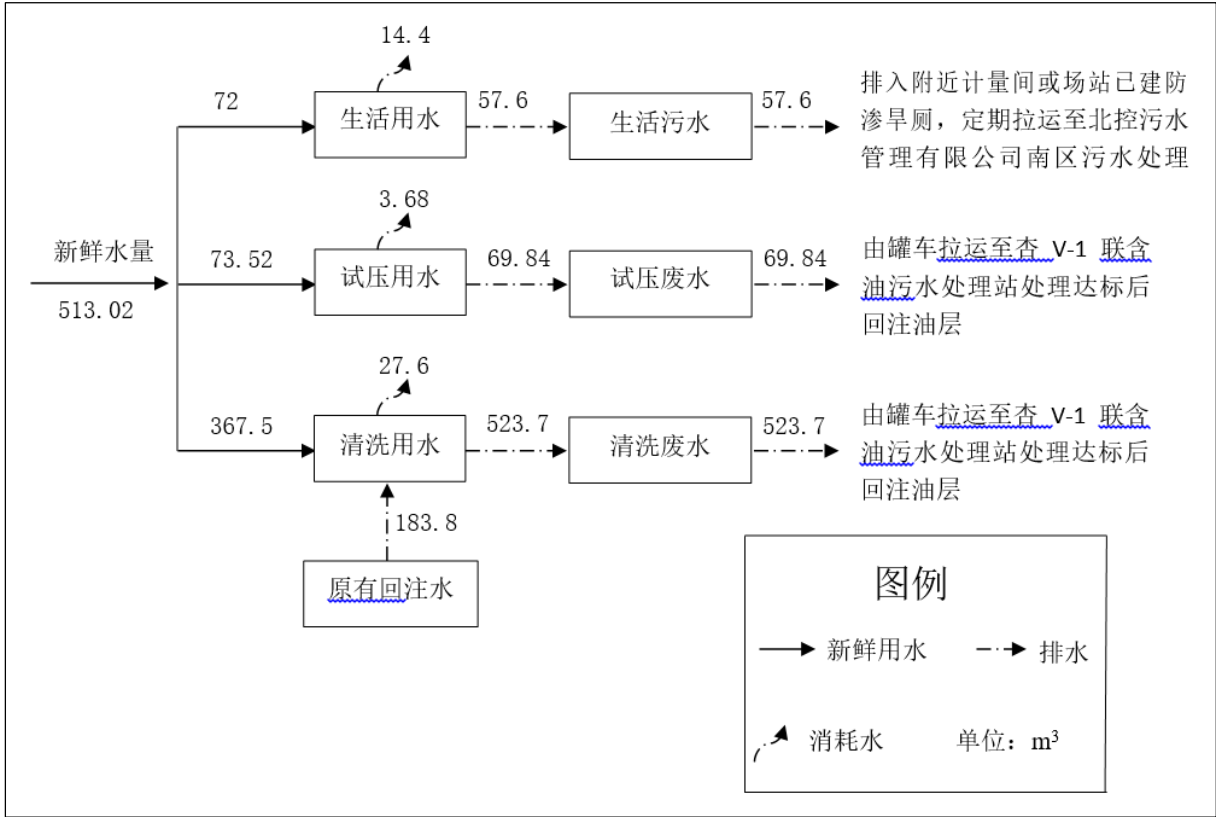 14.4
72
生活用水
57.6
生活污水
57.6
排入附近计量间或场站已建防
渗旱厕，定期拉运至北控污水
管理有限公司南区污水处理
新鲜水量
513.02
3.68
73.52
试压用水
69.84
试压废水
69.84
由罐车拉运至杏 V-1 联含
油污水处理站处理达标后
回注油层
27.6
367.5
清洗用水
523.7
清洗废水
523.7
由罐车拉运至杏 V-1 联含
油污水处理站处理达标后
回注油层
183.8
原有回注水
图例
新鲜用水
排水
消耗水
单位：m³